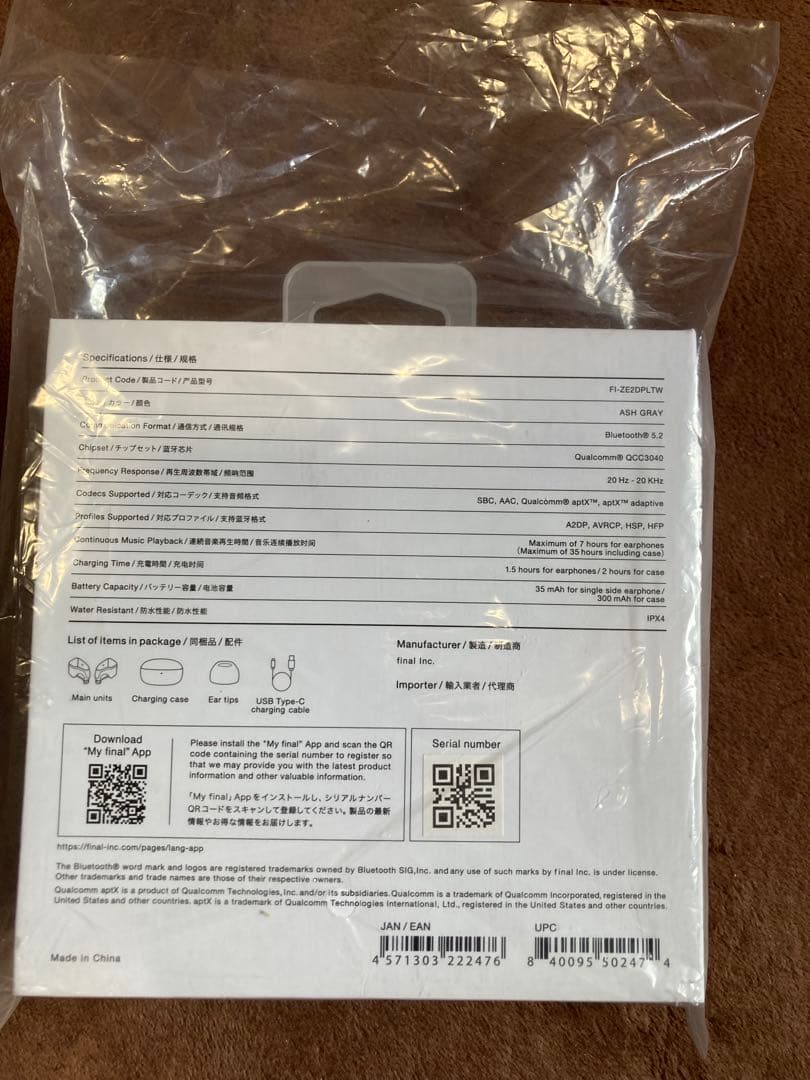 Specifications / 仕様 / 规格
Product Code / 製品コード / 产品型号 FI-ZE2DPLTW
カラー / 颜色 ASH GRAY
Communication Format / 通信方式 / 通讯规格 Bluetooth® 5.2
Chipset / チップセット / 蓝牙芯片 Qualcomm® QCC3040
Frequency Response / 再生周波数帯域 / 频响范围 20 Hz - 20 KHz
Codecs Supported / 対応コーデック / 支持音频格式 SBC, AAC, Qualcomm® aptX™, aptX™ adaptive
Profiles Supported / 対応プロファイル / 支持蓝牙格式 A2DP, AVRCP, HSP, HFP
Continuous Music Playback / 連続音楽再生時間 / 音乐连续播放时间 Maximum of 7 hours for earphones
(Maximum of 35 hours including case)
Charging Time / 充電時間 / 充电时间 1.5 hours for earphones / 2 hours for case
Battery Capacity / バッテリー容量 / 电池容量 35 mAh for single side earphone /
300 mAh for case
Water Resistant / 防水性能 / 防水性能 IPX4
List of items in package / 同梱品 / 配件
Main units
Charging case
Ear tips
USB Type-C
charging cable
Manufacturer / 製造 / 制造商
final Inc.
Importer / 輸入業者 / 代理商
Download
"My final" App
Please install the "My final" App and scan the QR
code containing the serial number to register so
that we may provide you with the latest product
information and other valuable information.
「My final」Appをインストールし、シリアルナンバー
QRコードをスキャンして登録してください。製品の最新
情報やお得な情報をお届けします。
Serial number
https://final-inc.com/pages/lang-app
The Bluetooth® word mark and logos are registered trademarks owned by Bluetooth SIG,Inc. and any use of such marks by final Inc. is under license.
Other trademarks and trade names are those of their respective owners.
Qualcomm aptX is a product of Qualcomm Technologies, Inc. and/or its subsidiaries. Qualcomm is a trademark of Qualcomm Incorporated, registered in the
United States and other countries. aptX is a trademark of Qualcomm Technologies International, Ltd., registered in the United States and other countries.
Made in China
JAN / EAN
4 571303 222476
UPC
8 40095 50247 4